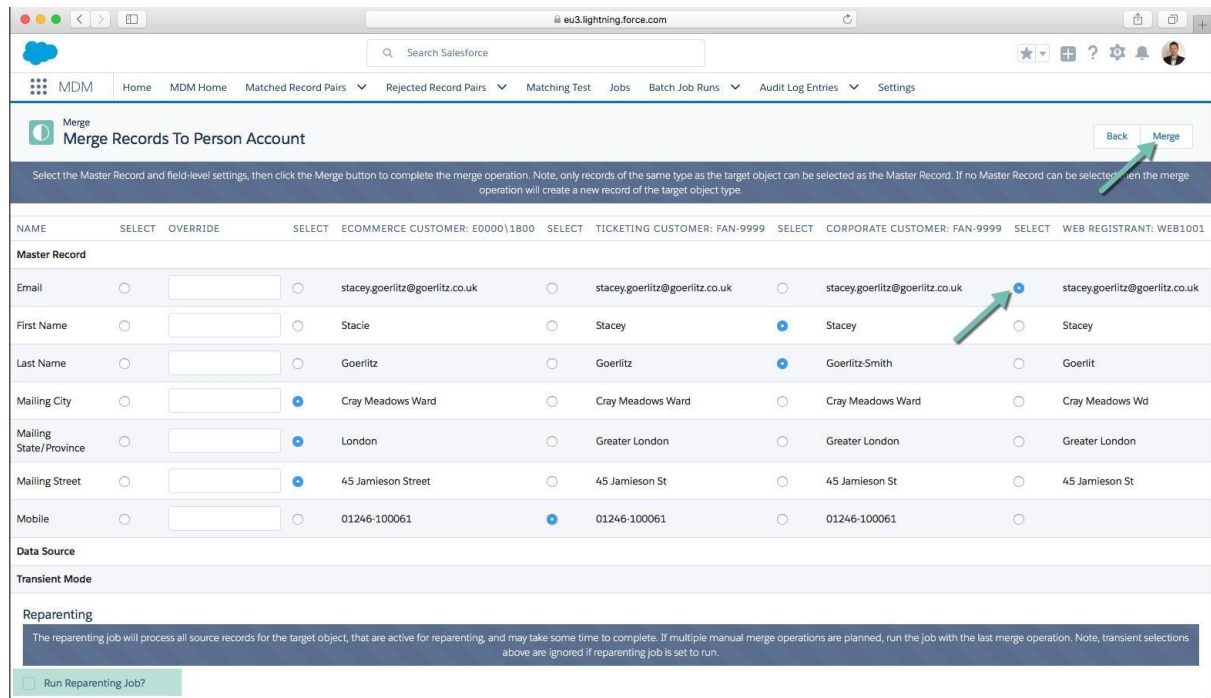 eu3.lightning.force.com
Search Salesforce
MDM Home MDM Home Matched Record Pairs Rejected Record Pairs Matching Test Jobs Batch Job Runs Audit Log Entries Settings
Merge
Merge Records To Person Account
Back Merge
Select the Master Record and field-level settings, then click the Merge button to complete the merge operation. Note, only records of the same type as the target object can be selected as the Master Record. If no Master Record can be selected then the merge
operation will create a new record of the target object type.
NAME SELECT OVERRIDE SELECT ECOMMERCE CUSTOMER: E0000\1800 SELECT TICKETING CUSTOMER: FAN-9999 SELECT CORPORATE CUSTOMER: FAN-9999 SELECT WEB REGISTRANT: WEB1001
Master Record
Email stacey.goerlitz@goerlitz.co.uk stacey.goerlitz@goerlitz.co.uk stacey.goerlitz@goerlitz.co.uk stacey.goerlitz@goerlitz.co.uk
First Name Stacie Stacey Stacey Stacey
Last Name Goerlitz Goerlitz Goerlitz-Smith Goerlit
Mailing City Cray Meadows Ward Cray Meadows Ward Cray Meadows Ward Cray Meadows Wd
Mailing
State/Province London Greater London Greater London Greater London
Mailing Street 45 Jamieson Street 45 Jamieson St 45 Jamieson St 45 Jamieson St
Mobile 01246-100061 01246-100061 01246-100061
Data Source
Transient Mode
Reparenting
The reparenting job will process all source records for the target object, that are active for reparenting, and may take some time to complete. If multiple manual merge operations are planned, run the job with the last merge operation. Note, transient selections
above are ignored if reparenting job is set to run.
Run Reparenting Job?